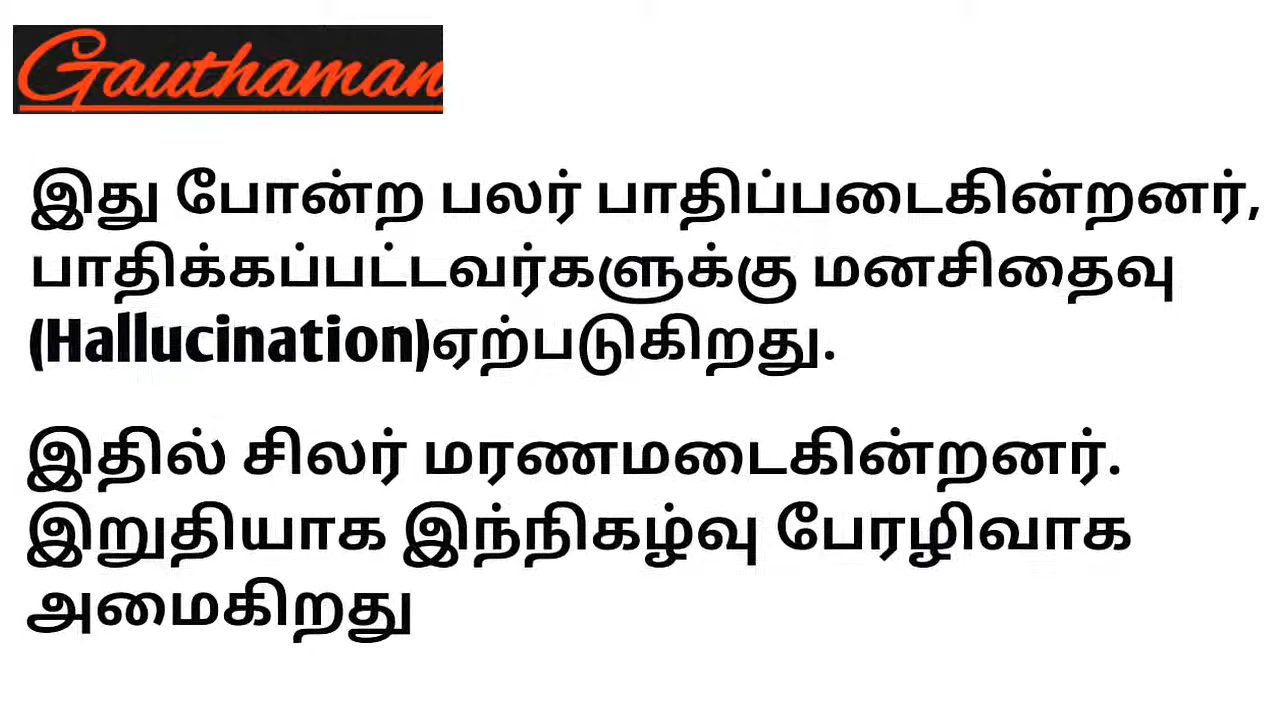 Gauthaman
இது போன்ற பலர் பாதிப்படைகின்றனர்,
பாதிக்கப்பட்டவர்களுக்கு மனசிதைவு
(Hallucination)ஏற்படுகிறது.
இதில் சிலர் மரணமடைகின்றனர்.
இறுதியாக இந்நிகழ்வு பேரழிவாக
அமைகிறது